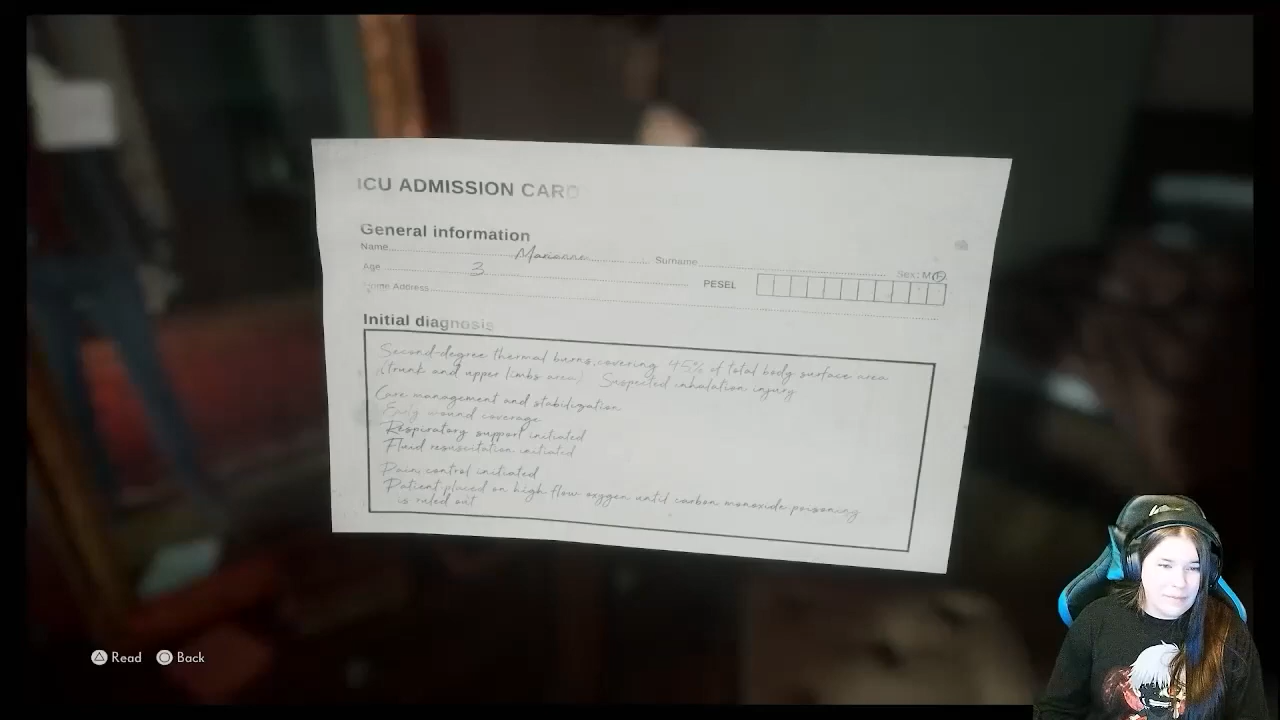 ICU ADMISSION CARD
General information
Name Marianne Surname Sex: M F
Age 3 PESEL
Home Address
Initial diagnosis
Second-degree thermal burns covering 45% of total body surface area
(trunk and upper limbs area) Suspected inhalation injury
Care management and stabilization
Early wound coverage
Respiratory support initiated
Fluid resuscitation initiated
Pain control initiated
Patient placed on high flow oxygen until carbon monoxide poisoning
is ruled out
Read Back